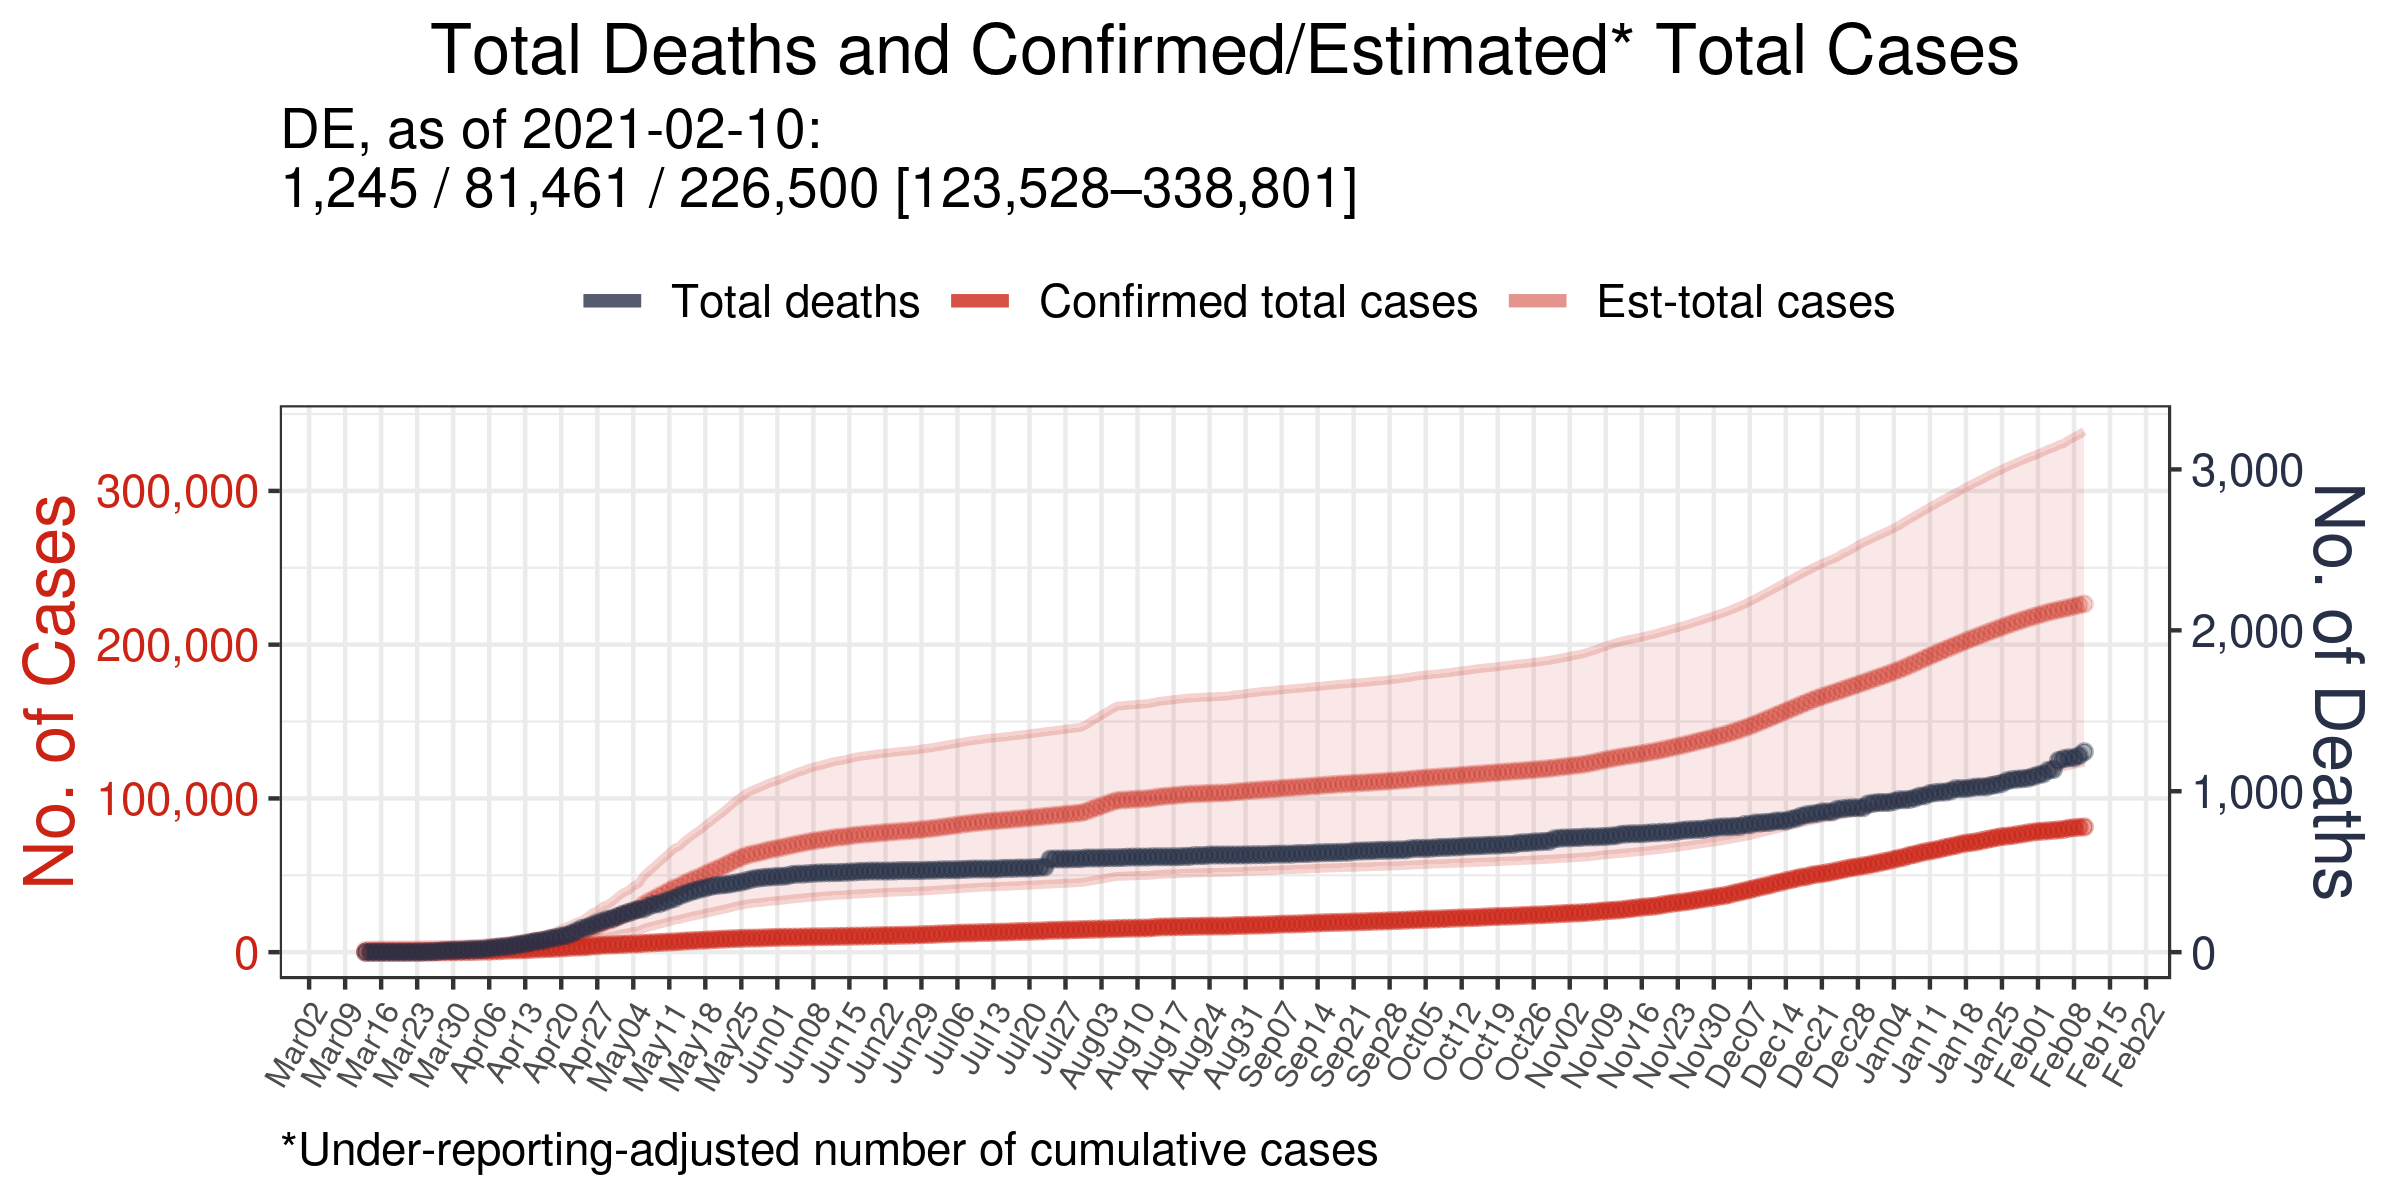 Total Deaths and Confirmed/Estimated* Total Cases
DE, as of 2021-02-10:
1,245 / 81,461 / 226,500 [123,528–338,801]
Total deaths
Confirmed total cases
Est-total cases
No. of Cases
300,000
200,000
100,000
0
3,000
2,000
1,000
0
No. of Deaths
Mar02
Mar09
Mar16
Mar23
Mar30
Apr06
Apr13
Apr20
Apr27
May04
May11
May18
May25
Jun01
Jun08
Jun15
Jun22
Jun29
Jul06
Jul13
Jul20
Jul27
Aug03
Aug10
Aug17
Aug24
Aug31
Sep07
Sep14
Sep21
Sep28
Oct05
Oct12
Oct19
Oct26
Nov02
Nov09
Nov16
Nov23
Nov30
Dec07
Dec14
Dec21
Dec28
Jan04
Jan11
Jan18
Jan25
Feb01
Feb08
Feb15
Feb22
*Under-reporting-adjusted number of cumulative cases